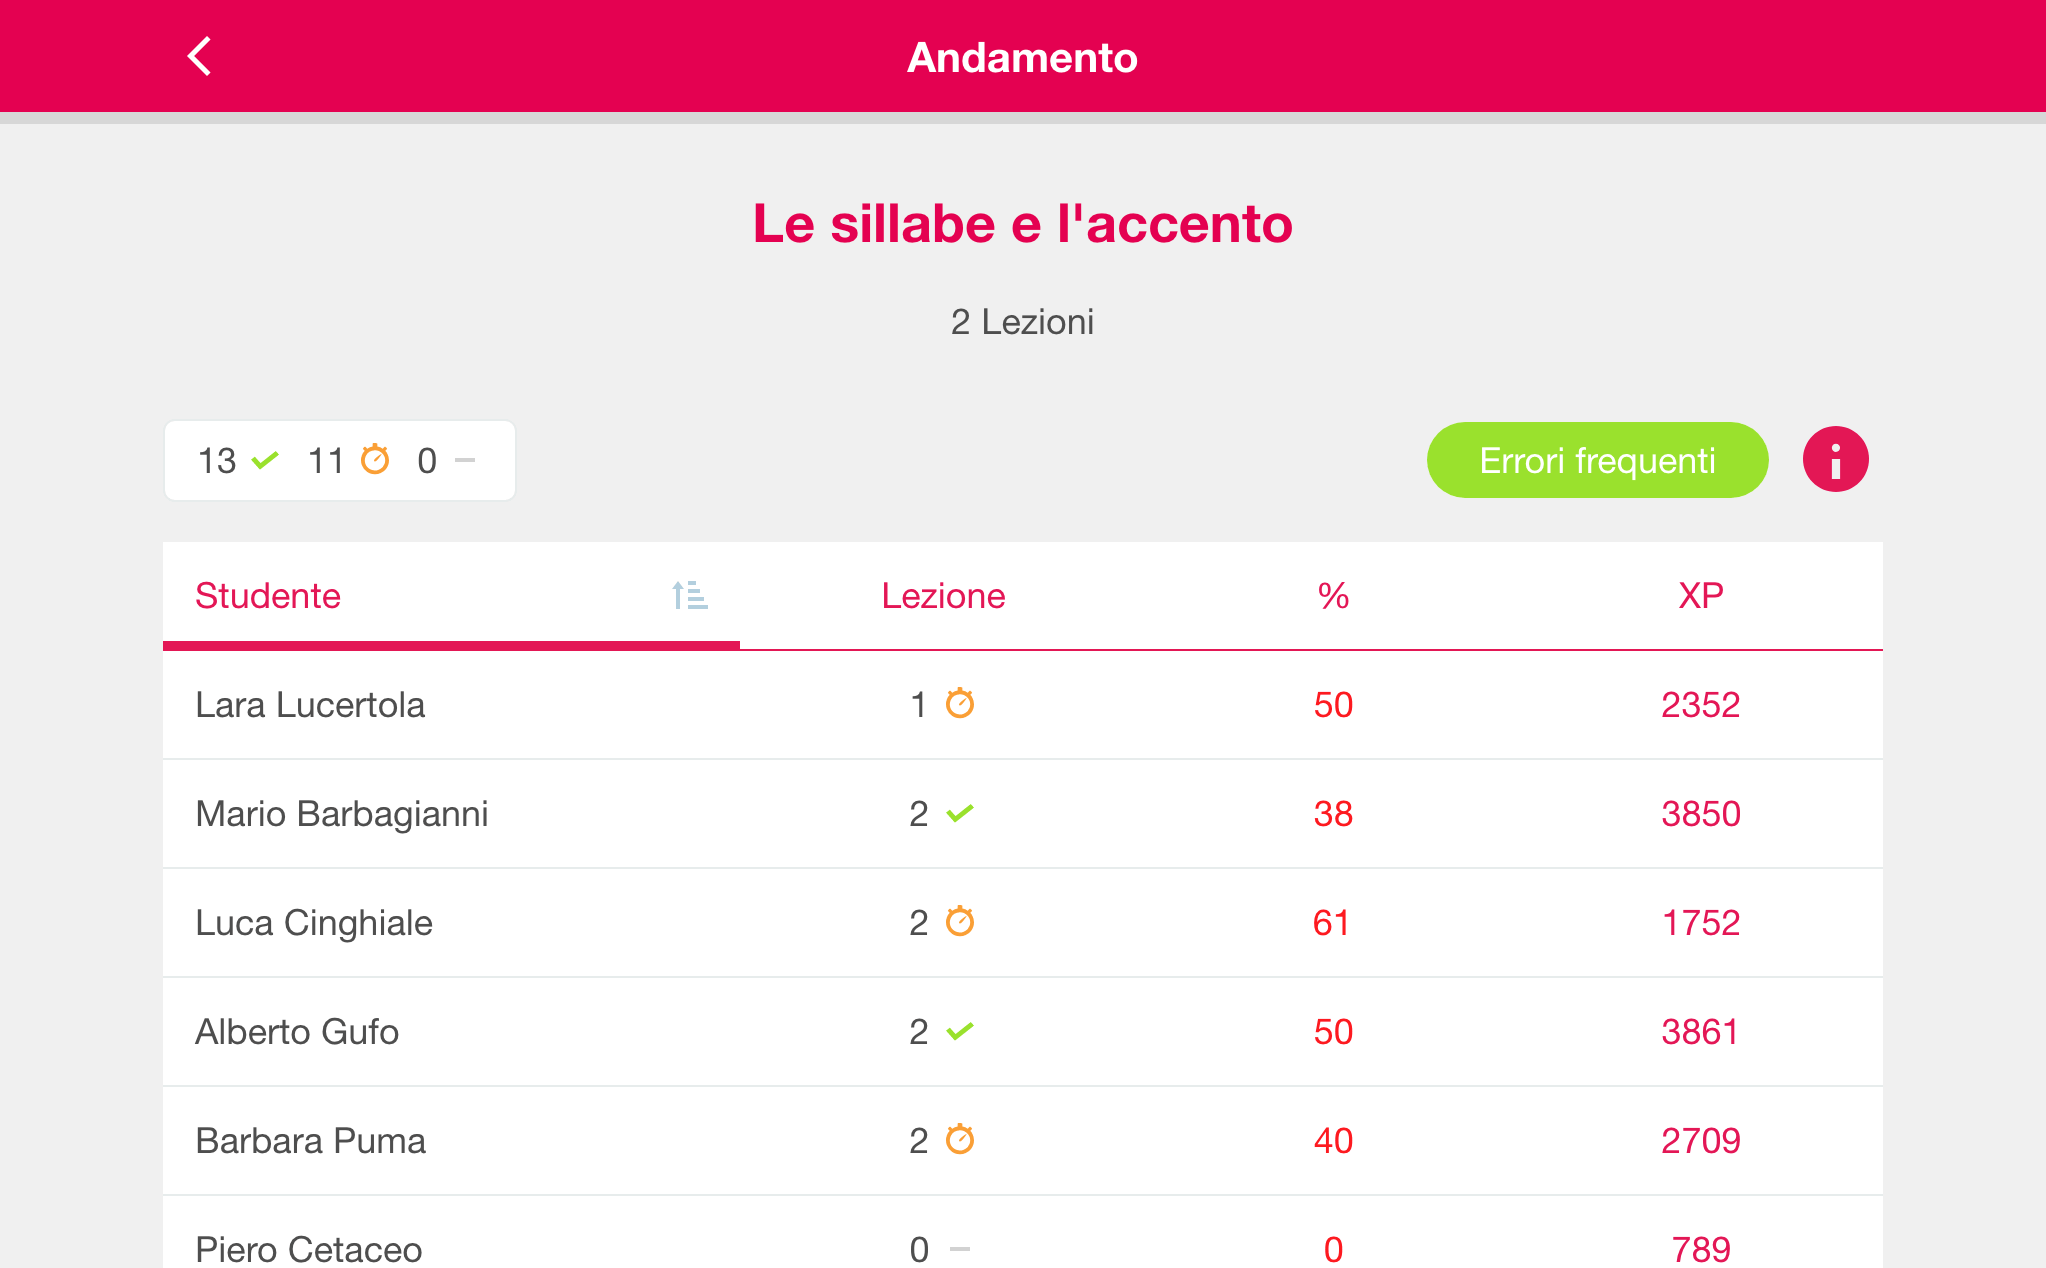 Andamento
Le sillabe e l'accento
2 Lezioni
13 11 0
Errori frequenti
Studente Lezione % XP
Lara Lucertola 1 50 2352
Mario Barbagianni 2 38 3850
Luca Cinghiale 2 61 1752
Alberto Gufo 2 50 3861
Barbara Puma 2 40 2709
Piero Cetaceo 0 0 789